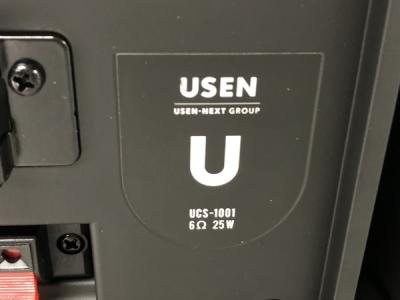 USEN
USEN-NEXT GROUP
U
UCS-1001
6Ω 25W